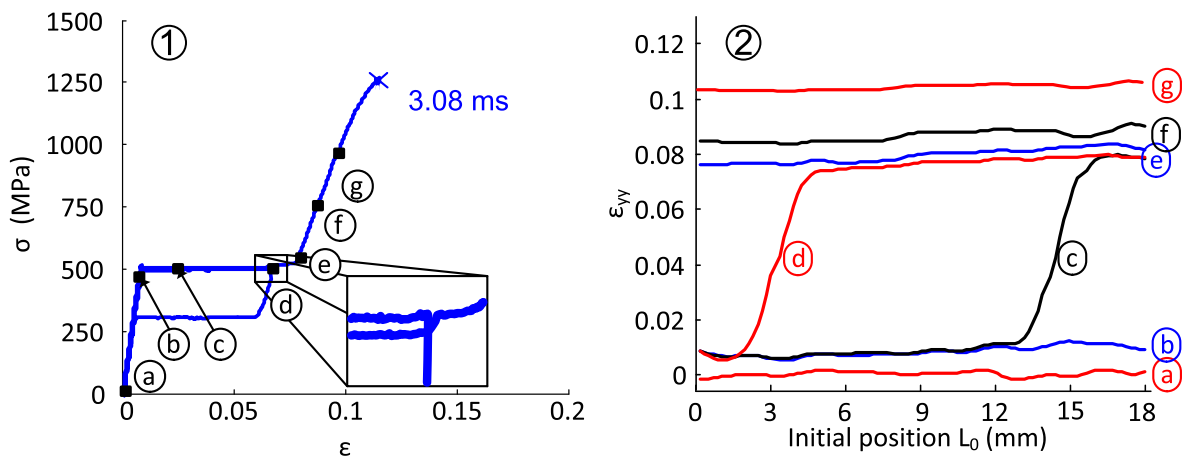 1
1500
1250
1000
750
500
250
0
σ (MPa)
3.08 ms
g
f
e
d
b
c
a
0
0.05
0.1
0.15
0.2
ε
2
0.12
0.1
0.08
0.06
0.04
0.02
0
εyy
g
f
e
d
c
b
a
0
3
6
9
12
15
18
Initial position L0 (mm)